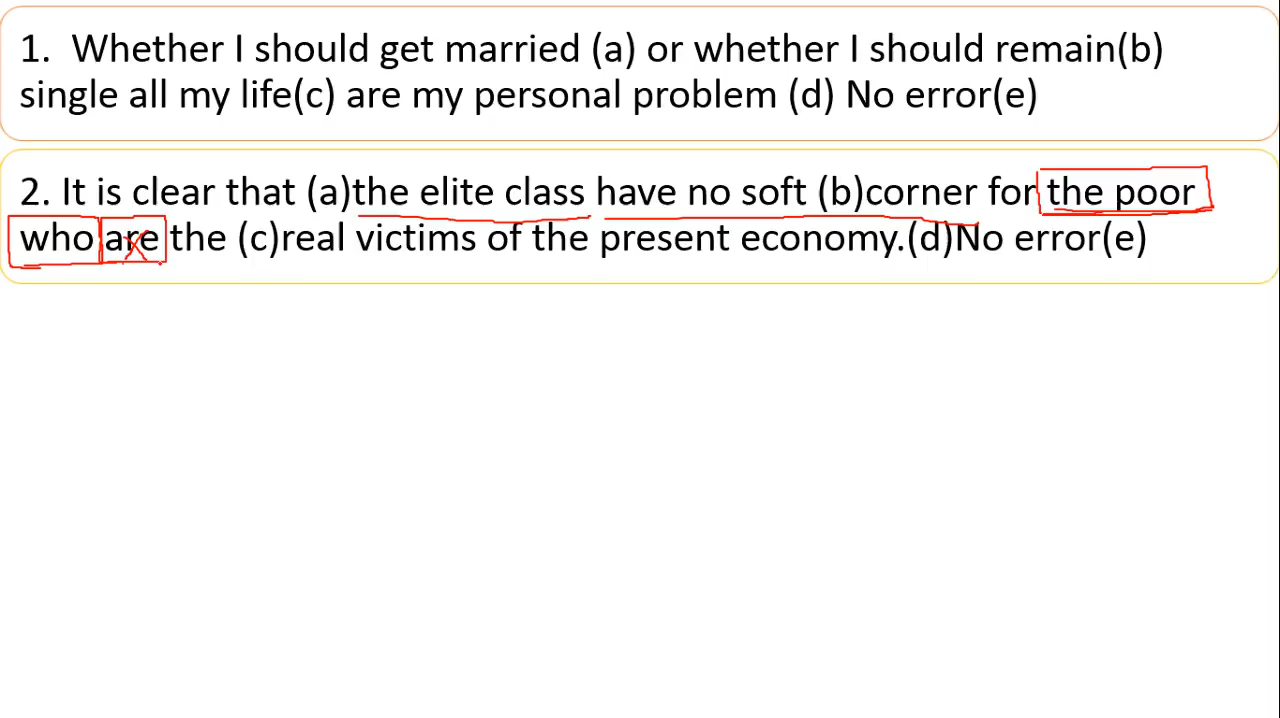 1. Whether I should get married (a) or whether I should remain(b)
single all my life(c) are my personal problem (d) No error(e)
2. It is clear that (a)the elite class have no soft (b)corner for the poor
who are the (c)real victims of the present economy.(d)No error(e)